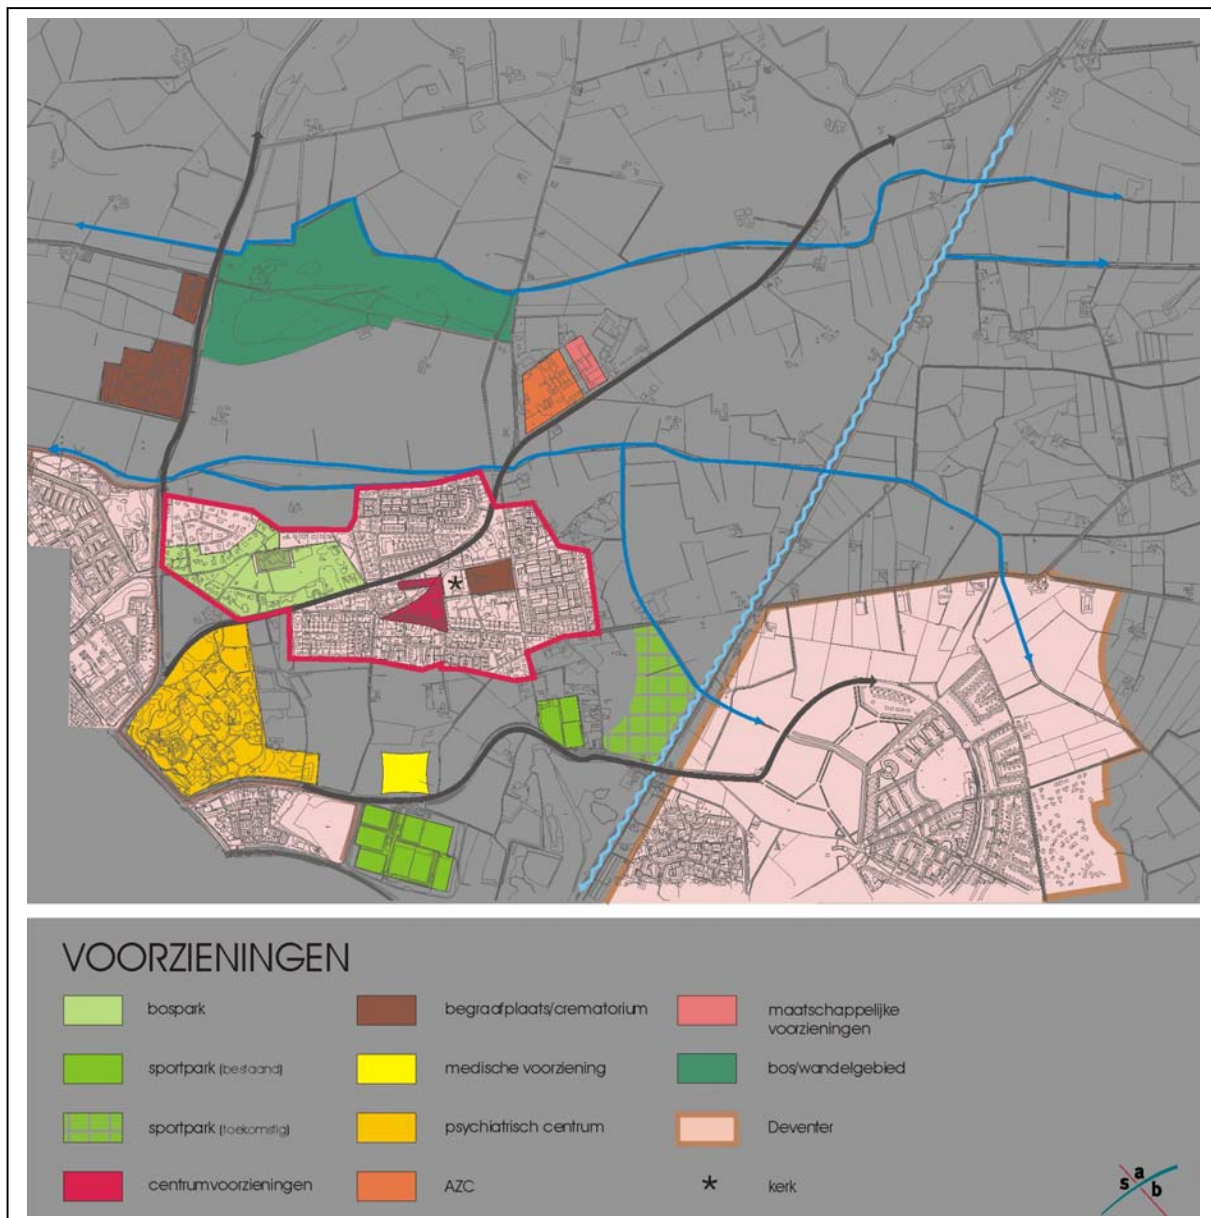 VOORZIENINGEN
bospark
sportpark (bestaand)
sportpark (toekomstig)
centrumvoorzieningen
begraafplaats/crematorium
medische voorziening
psychiatrisch centrum
AZC
maatschappelijke
voorzieningen
bos/wandelgebied
Deventer
* kerk
s a b